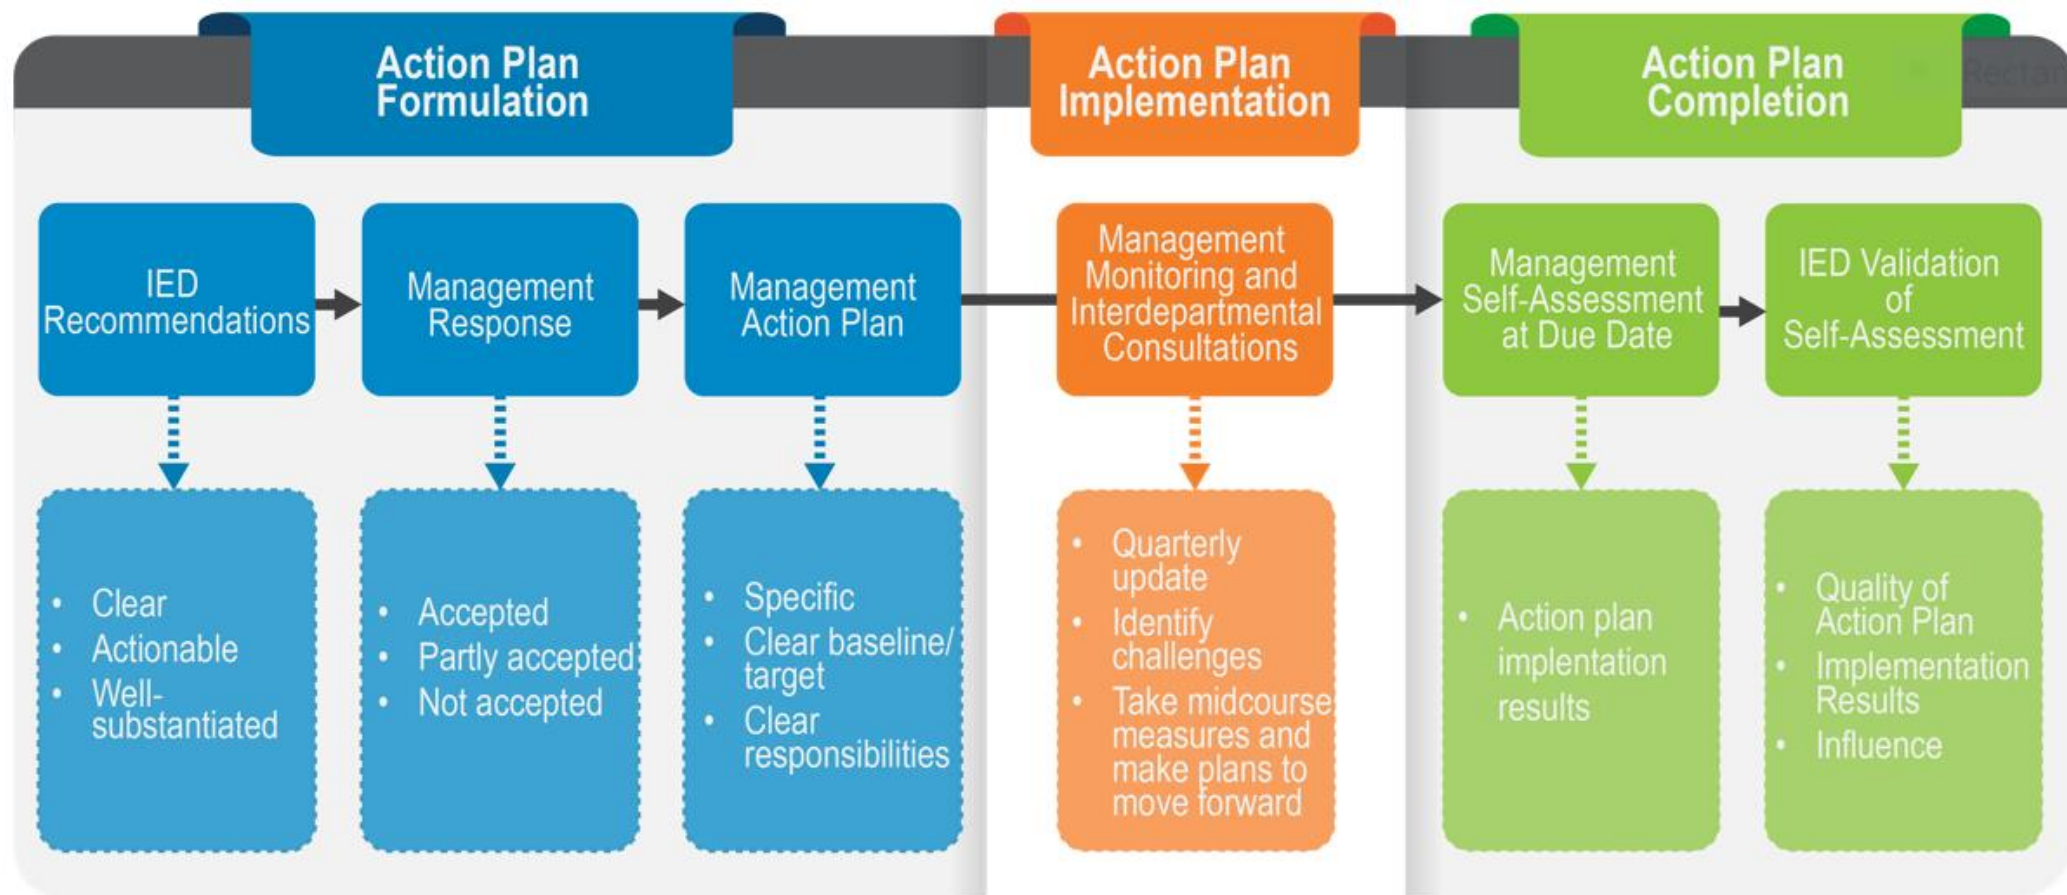 Action Plan
Formulation
Action Plan
Implementation
Action Plan
Completion
IED
Recommendations
Management
Response
Management
Action Plan
Management
Monitoring and
Interdepartmental
Consultations
Management
Self-Assessment
at Due Date
IED Validation
of
Self-Assessment
• Clear
• Actionable
• Well-
substantiated
• Accepted
• Partly accepted
• Not accepted
• Specific
• Clear baseline/
target
• Clear
responsibilities
• Quarterly
update
• Identify
challenges
• Take midcourse
measures and
make plans to
move forward
• Action plan
implentation
results
• Quality of
Action Plan
• Implementation
Results
• Influence